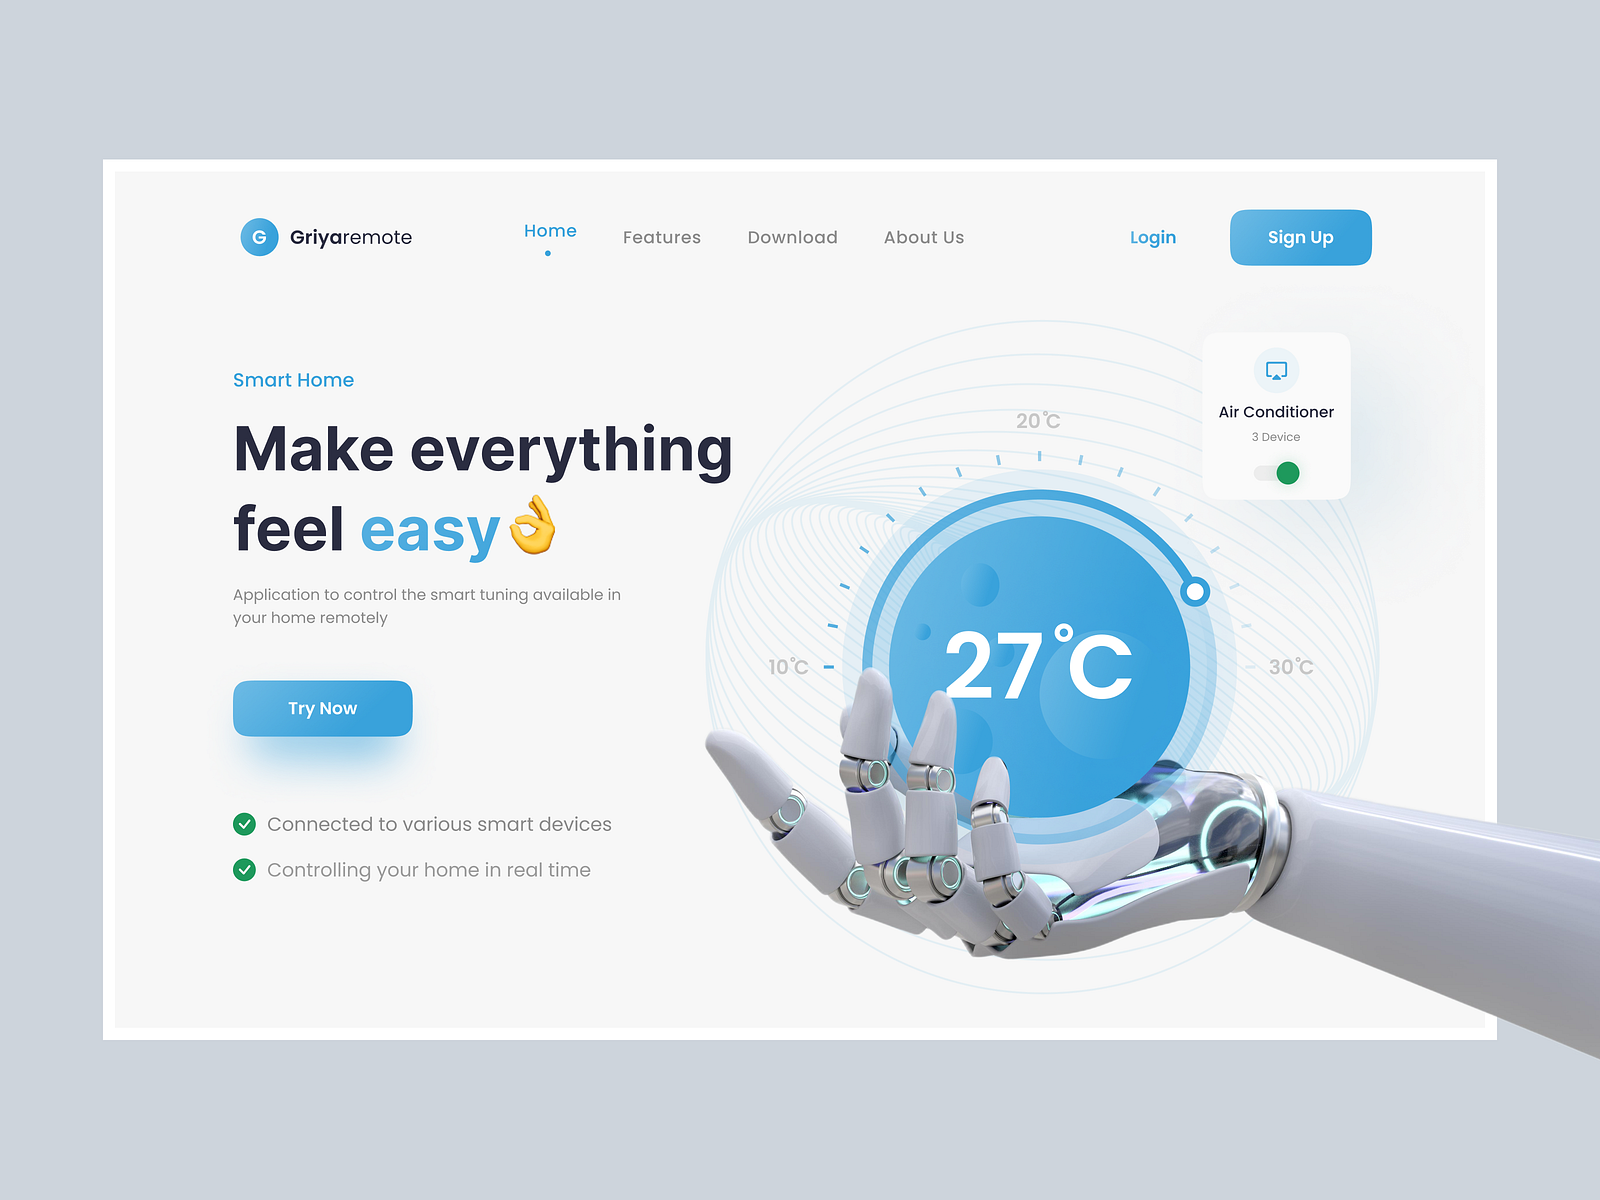 G Griyaremote
Home
Features
Download
About Us
Login
Sign Up
Smart Home
Make everything
feel easy👌
Application to control the smart tuning available in
your home remotely
Try Now
Connected to various smart devices
Controlling your home in real time
Air Conditioner
3 Device
20°C
10°C
27°C
30°C